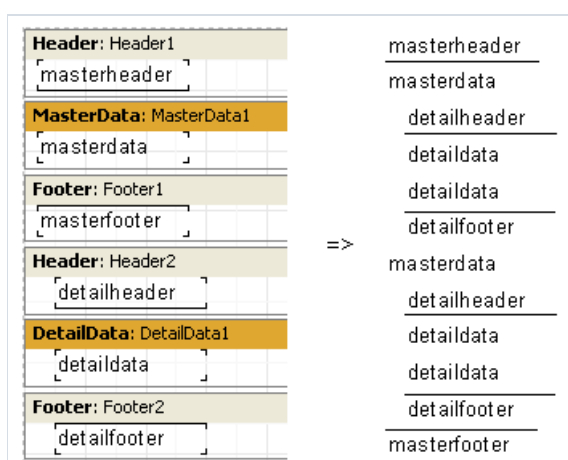 Header: Header1
masterheader
MasterData: MasterData1
masterdata
Footer: Footer1
masterfooter
Header: Header2
detailheader
DetailData: DetailData1
detaildata
Footer: Footer2
detailfooter
=>
masterheader
masterdata
detailheader
detaildata
detaildata
detailfooter
masterdata
detailheader
detaildata
detaildata
detailfooter
masterfooter